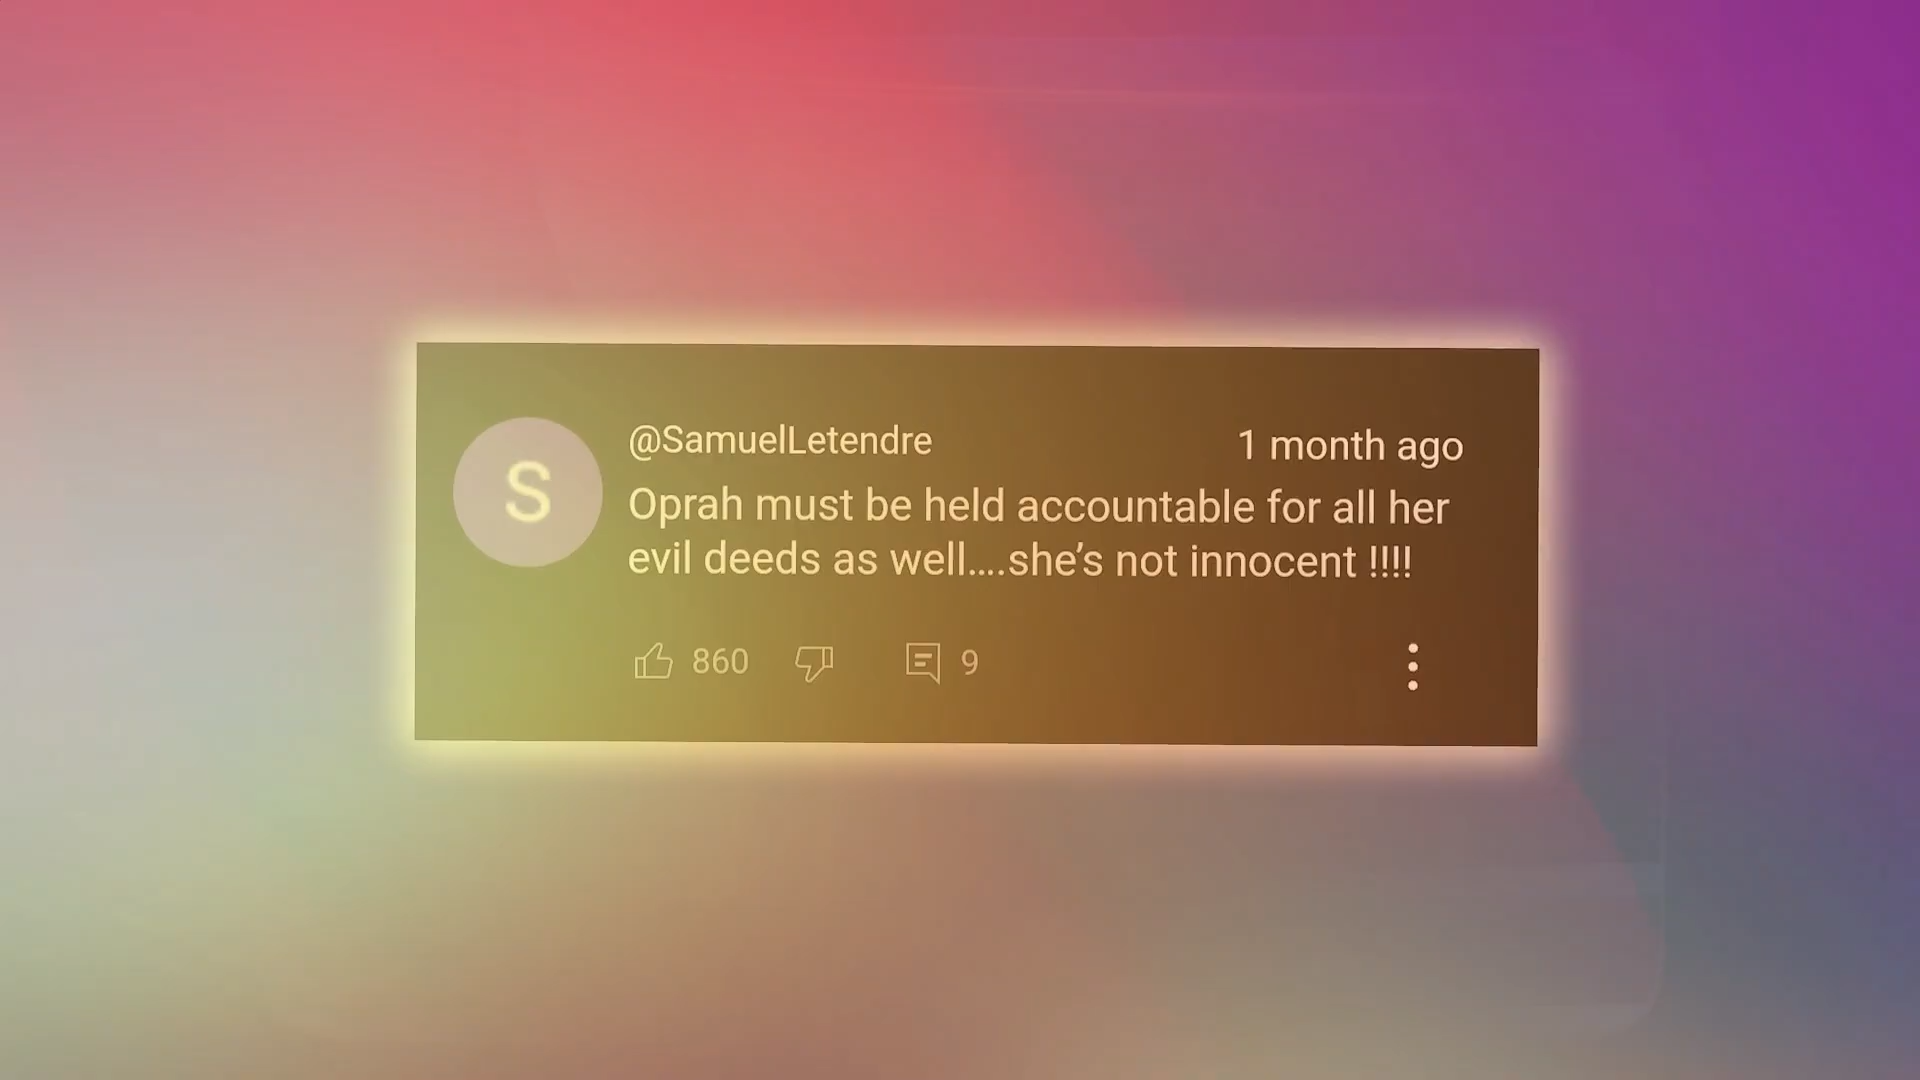 S
@SamuelLetendre 1 month ago
Oprah must be held accountable for all her
evil deeds as well....she’s not innocent !!!!
860 9